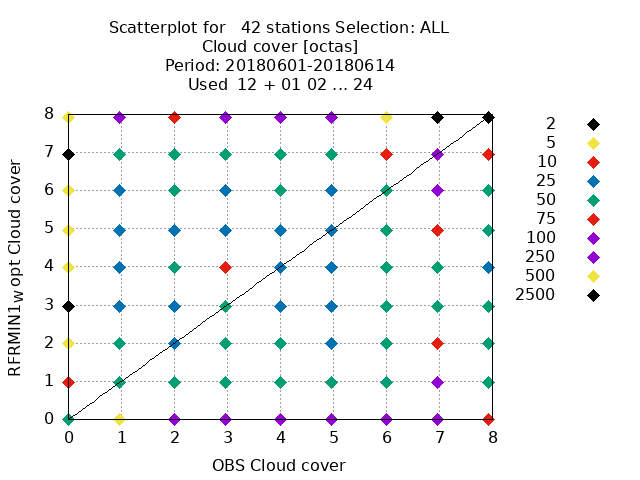 Scatterplot for   42 stations Selection: ALL
Cloud cover [octas]
Period: 20180601-20180614
Used  12 + 01 02 ... 24
8
7
6
5
4
3
2
1
0
RFRMIN1w opt Cloud cover
0 1 2 3 4 5 6 7 8
OBS Cloud cover
2
5
10
25
50
75
100
250
500
2500